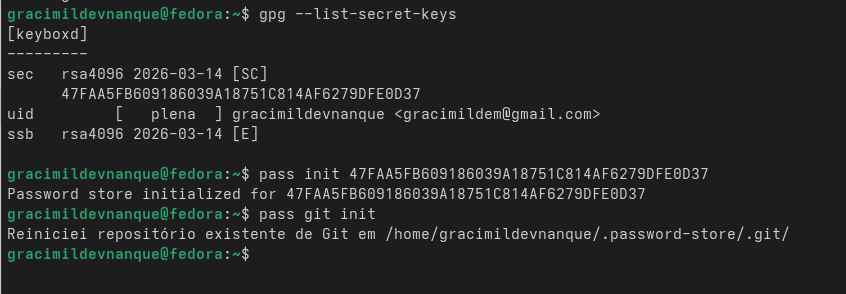 gracimildevnanque@fedora:~$ gpg --list-secret-keys
[keyboxd]
---------
sec   rsa4096 2026-03-14 [SC]
      47FAA5FB609186039A18751C814AF6279DFE0D37
uid           [   plena  ] gracimildevnanque <gracimildem@gmail.com>
ssb   rsa4096 2026-03-14 [E]

gracimildevnanque@fedora:~$ pass init 47FAA5FB609186039A18751C814AF6279DFE0D37
Password store initialized for 47FAA5FB609186039A18751C814AF6279DFE0D37
gracimildevnanque@fedora:~$ pass git init
Reiniciei repositório existente de Git em /home/gracimildevnanque/.password-store/.git/
gracimildevnanque@fedora:~$